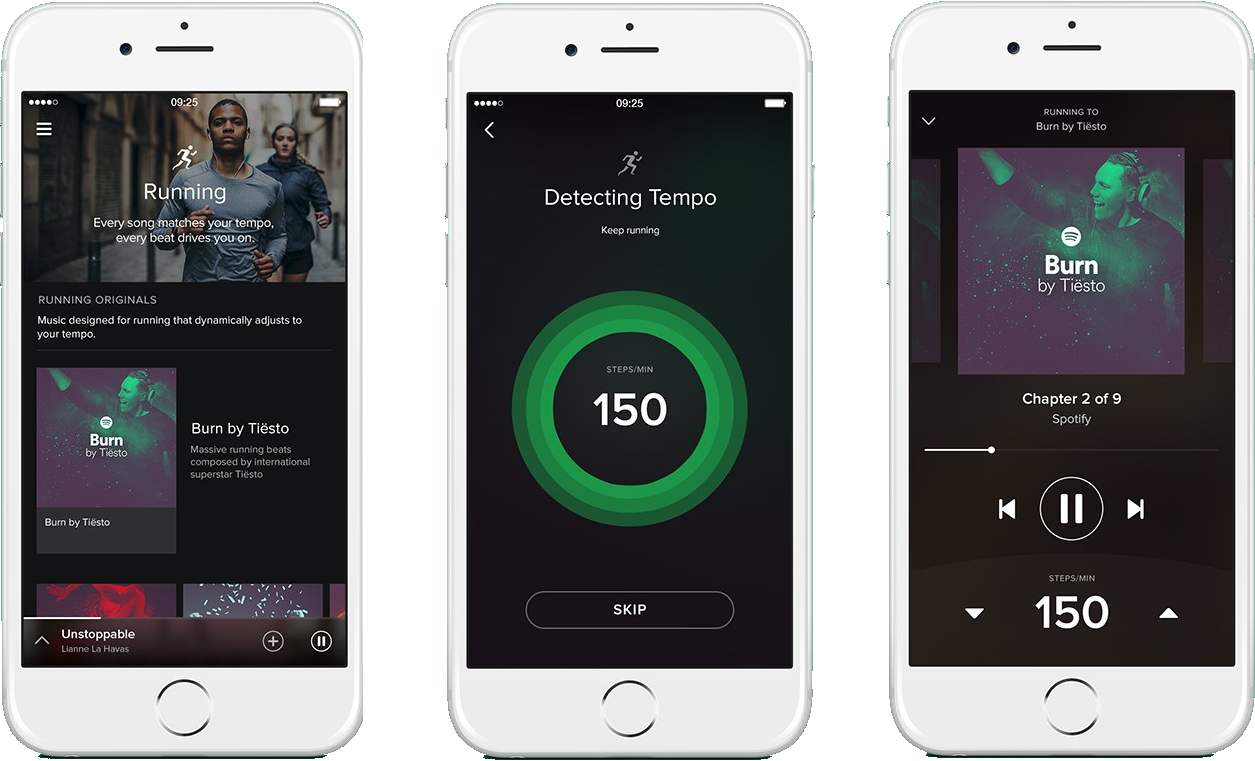 09:25
Running
Every song matches your tempo,
every beat drives you on.
RUNNING ORIGINALS
Music designed for running that dynamically adjusts to
your tempo.
Burn
by Tiësto
Burn by Tiësto
Burn by Tiësto
Massive running beats
composed by international
superstar Tiësto
Unstoppable
Lianne La Havas
09:25
Detecting Tempo
Keep running
STEPS/MIN
150
SKIP
RUNNING TO
Burn by Tiësto
Burn
by Tiësto
Chapter 2 of 9
Spotify
STEPS/MIN
150